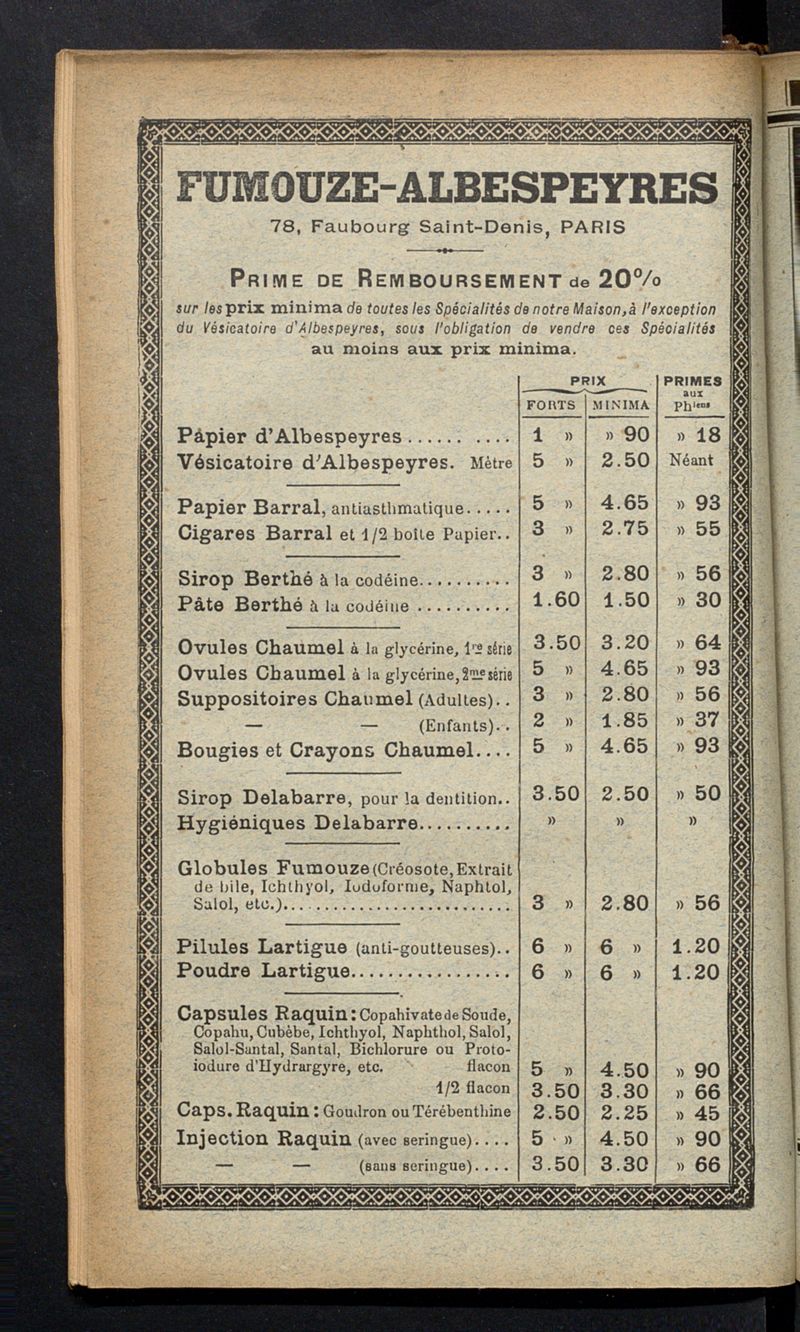 FUMOUZE-ALBESPEYRES
78, Faubourg Saint-Denis, PARIS
PRIME DE REMBOURSEMENT de 20%
sur les prix minima de toutes les Spécialités de notre Maison, à l'exception
du Vésicatoire d'Albespeyres, sous l'obligation de vendre ces Spécialités
au moins aux prix minima.
PRIX PRIMES
aux
FORTS MINIMA Phiens
Papier d'Albespeyres .......... 1 » » 90 » 18
Vésicatoire d'Albespeyres. Mètre 5 » 2.50 Néant
Papier Barral, antiasthmatique..... 5 » 4.65 » 93
Cigares Barral et 1/2 boîte Papier.. 3 » 2.75 » 55
Sirop Berthé à la codéine.......... 3 » 2.80 » 56
Pâte Berthé à la codéine .......... 1.60 1.50 » 30
Ovules Chaumel à la glycérine, 1re série 3.50 3.20 » 64
Ovules Chaumel à la glycérine, 2me série 5 » 4.65 » 93
Suppositoires Chaumel (Adultes).. 3 » 2.80 » 56
— — (Enfants).. 2 » 1.85 » 37
Bougies et Crayons Chaumel.... 5 » 4.65 » 93
Sirop Delabarre, pour la dentition.. 3.50 2.50 » 50
Hygiéniques Delabarre.......... » » »
Globules Fumouze (Créosote, Extrait
de bile, Ichthyol, Iodoforme, Naphtol,
Salol, etc.)........................... 3 » 2.80 » 56
Pilules Lartigue (anti-goutteuses).. 6 » 6 » 1.20
Poudre Lartigue................. 6 » 6 » 1.20
Capsules Raquin : Copahivate de Soude,
Copahu, Cubèbe, Ichthyol, Naphthol, Salol,
Salol-Santal, Santal, Bichlorure ou Proto-
iodure d'Hydrargyre, etc. flacon 5 » 4.50 » 90
1/2 flacon 3.50 3.30 » 66
Caps. Raquin : Goudron ou Térébenthine 2.50 2.25 » 45
Injection Raquin (avec seringue).... 5 » 4.50 » 90
— — (sans seringue).... 3.50 3.30 » 66